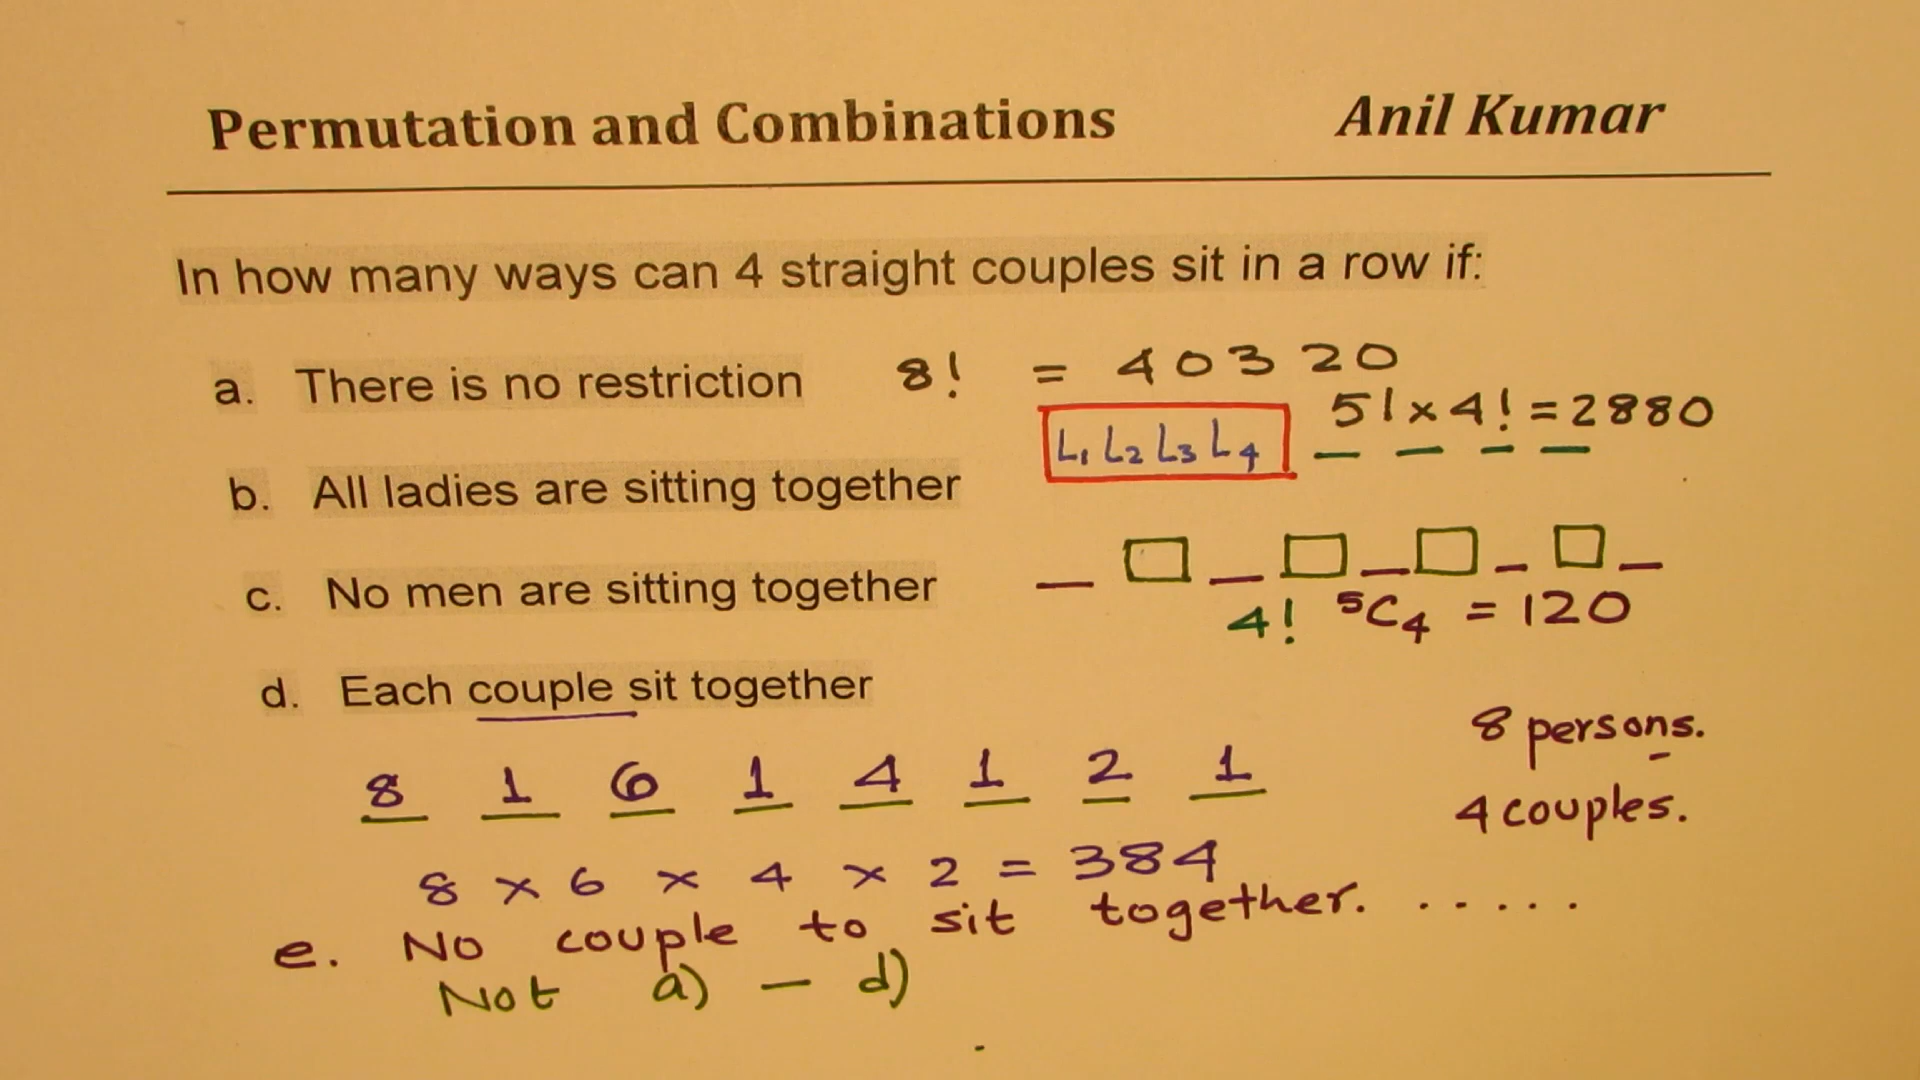 Permutation and Combinations Anil Kumar
In how many ways can 4 straight couples sit in a row if:
a. There is no restriction 8! = 40320
5! × 4! = 2880
L1 L2 L3 L4
b. All ladies are sitting together
c. No men are sitting together
4! ⁵C₄ = 120
d. Each couple sit together
8 persons.
4 couples.
8 1 6 1 4 1 2 1
8 × 6 × 4 × 2 = 384
e. No couple to sit together. .....
Not a) — d)